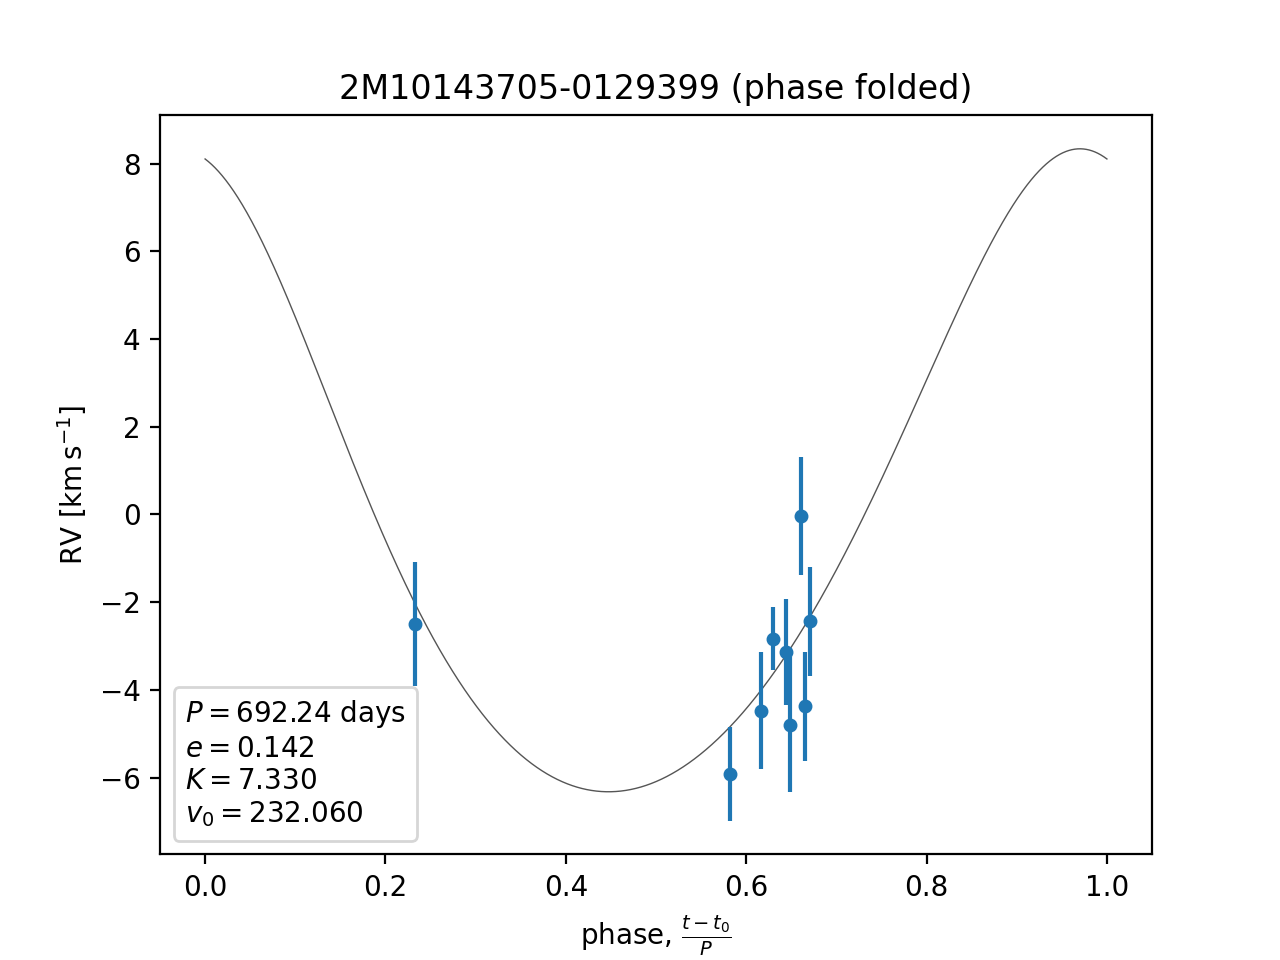 2M10143705-0129399 (phase folded)
RV [km s⁻¹]
8
6
4
2
0
−2
−4
−6
P = 692.24 days
e = 0.142
K = 7.330
v₀ = 232.060
0.0 0.2 0.4 0.6 0.8 1.0
phase, (t − t₀)/P